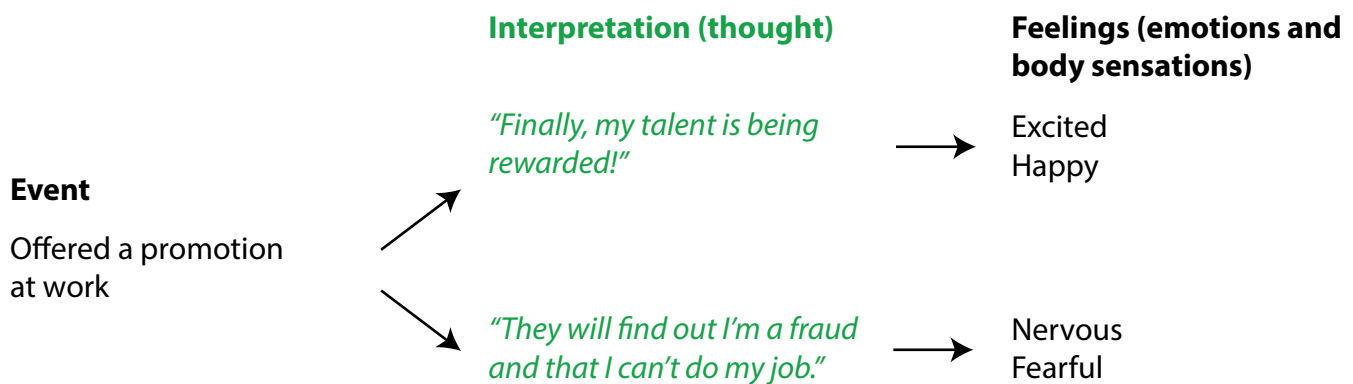 Interpretation (thought)
Feelings (emotions and
body sensations)
“Finally, my talent is being
rewarded!”
Excited
Happy
Event
Offered a promotion
at work
“They will find out I’m a fraud
and that I can’t do my job.”
Nervous
Fearful